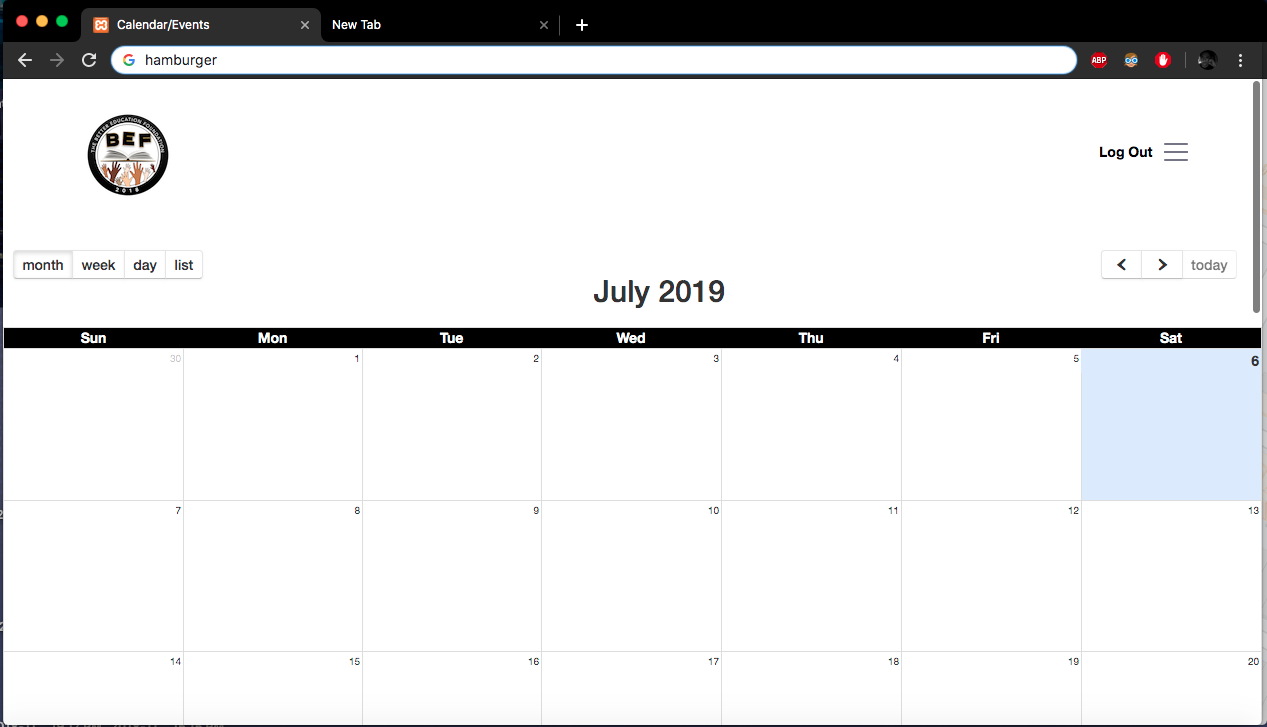 Calendar/Events New Tab
hamburger ABP
THE BETTER EDUCATION FOUNDATION
BEF
2018
Log Out
month week day list today
July 2019
Sun Mon Tue Wed Thu Fri Sat
30 1 2 3 4 5 6
7 8 9 10 11 12 13
14 15 16 17 18 19 20